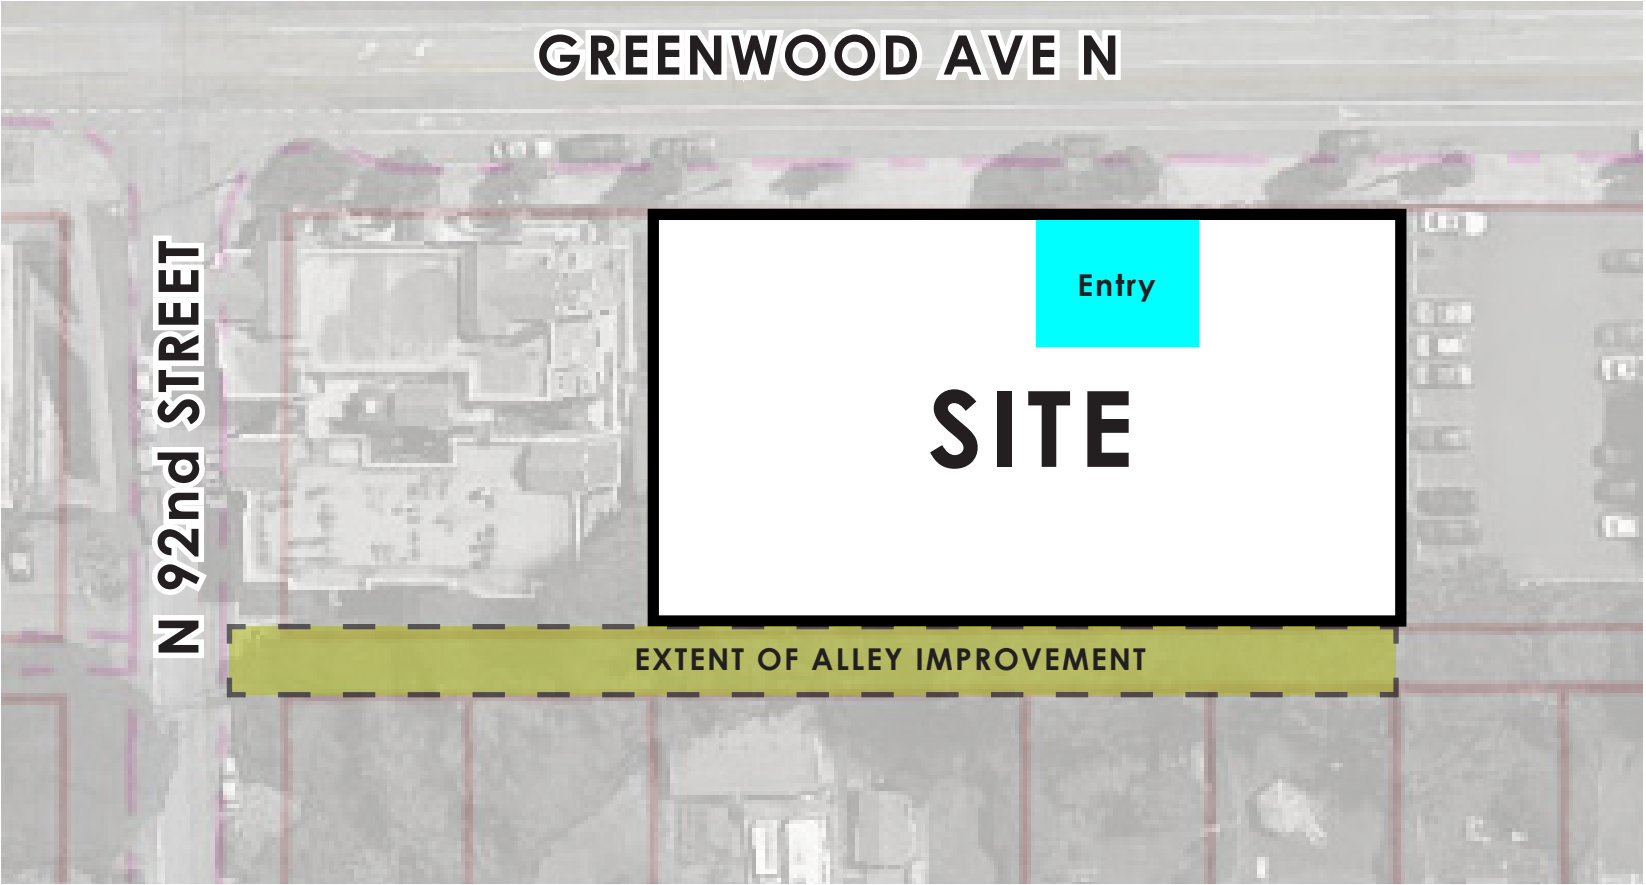 GREENWOOD AVE N
N 92nd STREET
Entry
SITE
EXTENT OF ALLEY IMPROVEMENT